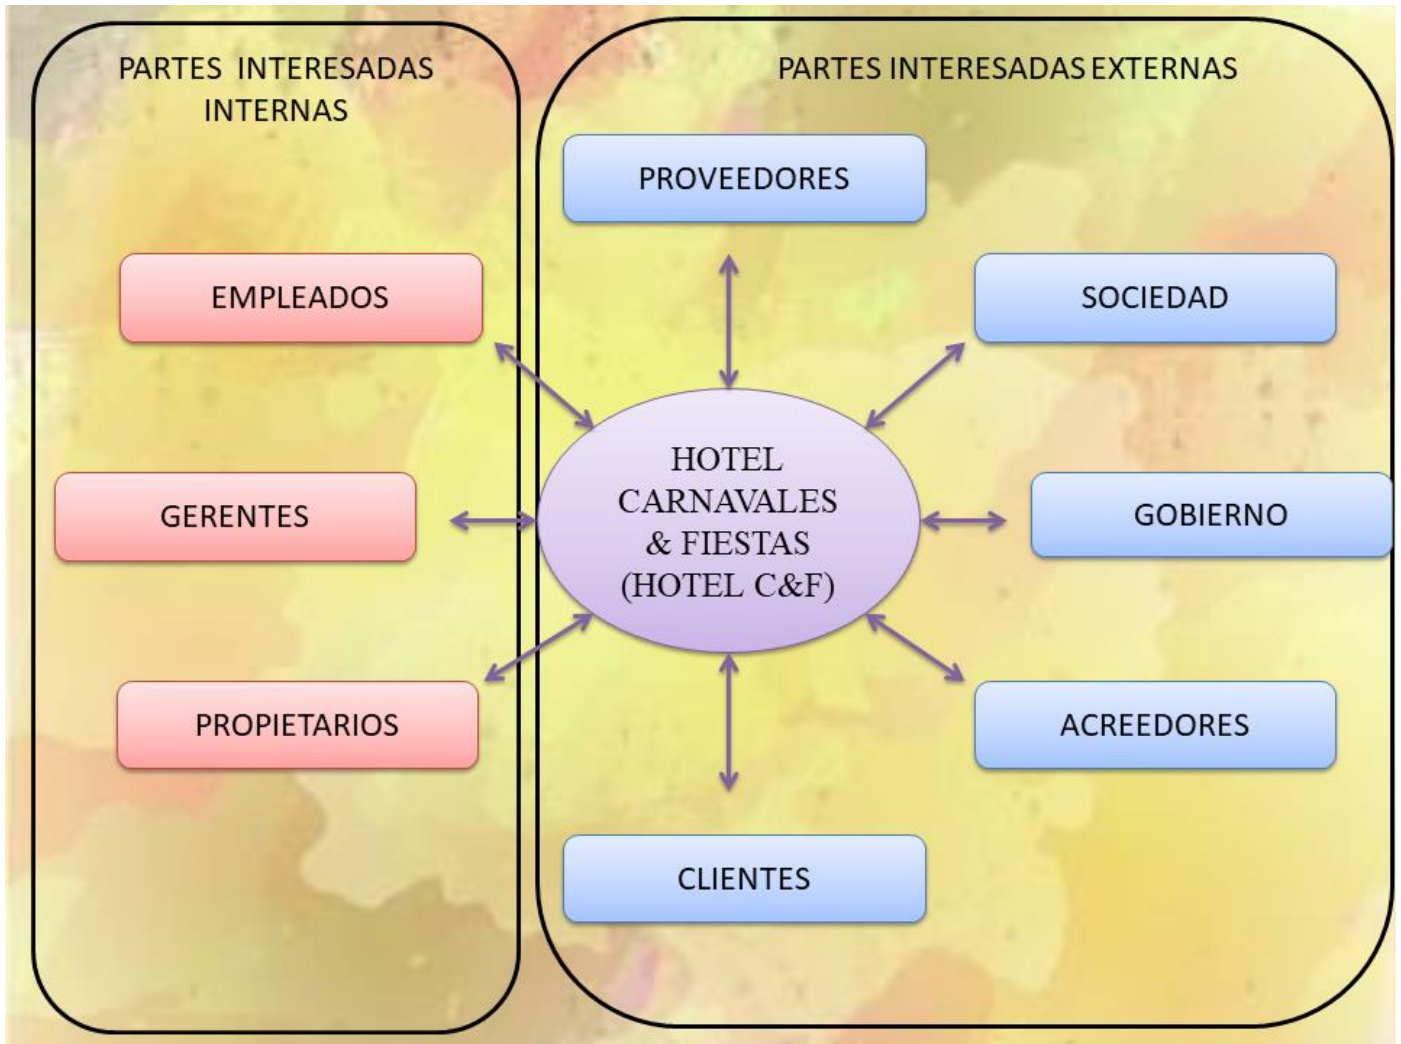 PARTES INTERESADAS
INTERNAS
EMPLEADOS
GERENTES
PROPIETARIOS
PARTES INTERESADAS EXTERNAS
PROVEEDORES
SOCIEDAD
HOTEL
CARNAVALES
& FIESTAS
(HOTEL C&F)
GOBIERNO
ACREEDORES
CLIENTES